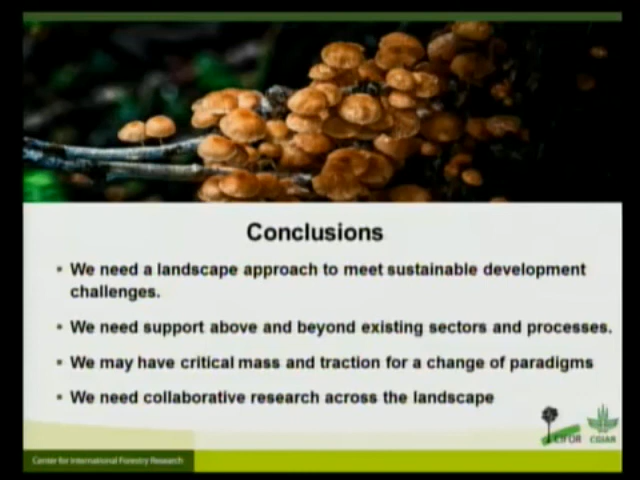 Conclusions
We need a landscape approach to meet sustainable development
challenges.
We need support above and beyond existing sectors and processes.
We may have critical mass and traction for a change of paradigms
We need collaborative research across the landscape
CIFOR
CGIAR
Center for International Forestry Research